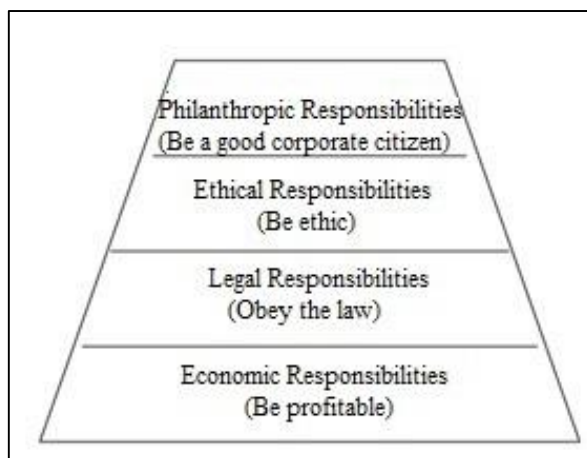 Philanthropic Responsibilities
(Be a good corporate citizen)
Ethical Responsibilities
(Be ethic)
Legal Responsibilities
(Obey the law)
Economic Responsibilities
(Be profitable)